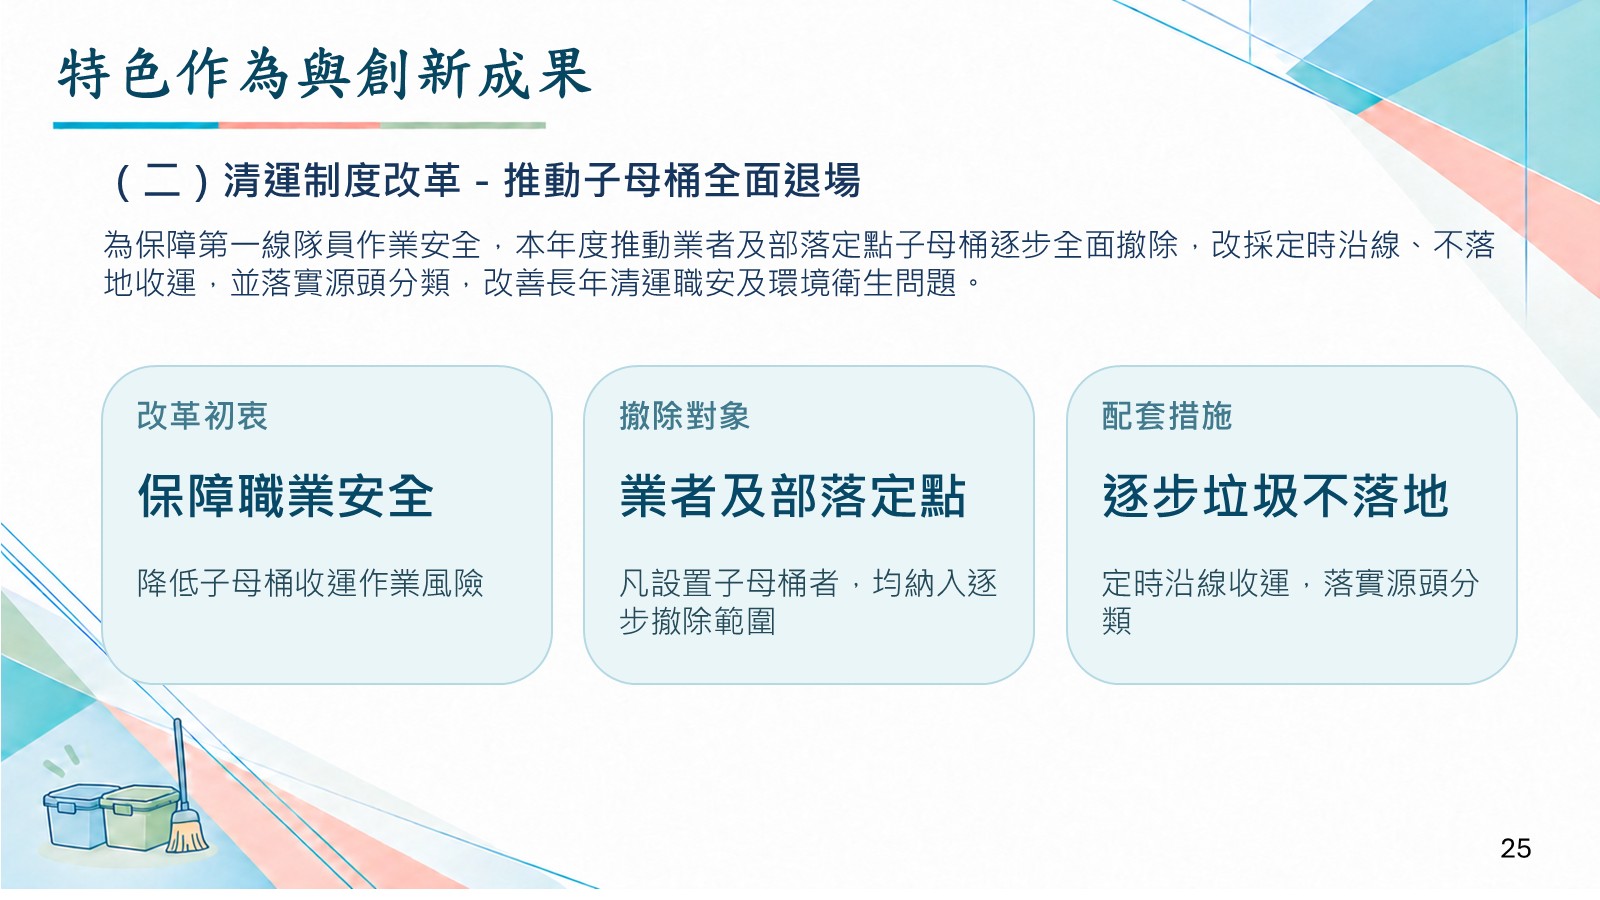 特色作為與創新成果
（二）清運制度改革 - 推動子母桶全面退場
為保障第一線隊員作業安全，本年度推動業者及部落定點子母桶逐步全面撤除，改採定時沿線、不落
地收運，並落實源頭分類，改善長年清運職安及環境衛生問題。
改革初衷
保障職業安全
降低子母桶收運作業風險
撤除對象
業者及部落定點
凡設置子母桶者，均納入逐
步撤除範圍
配套措施
逐步垃圾不落地
定時沿線收運，落實源頭分
類
25